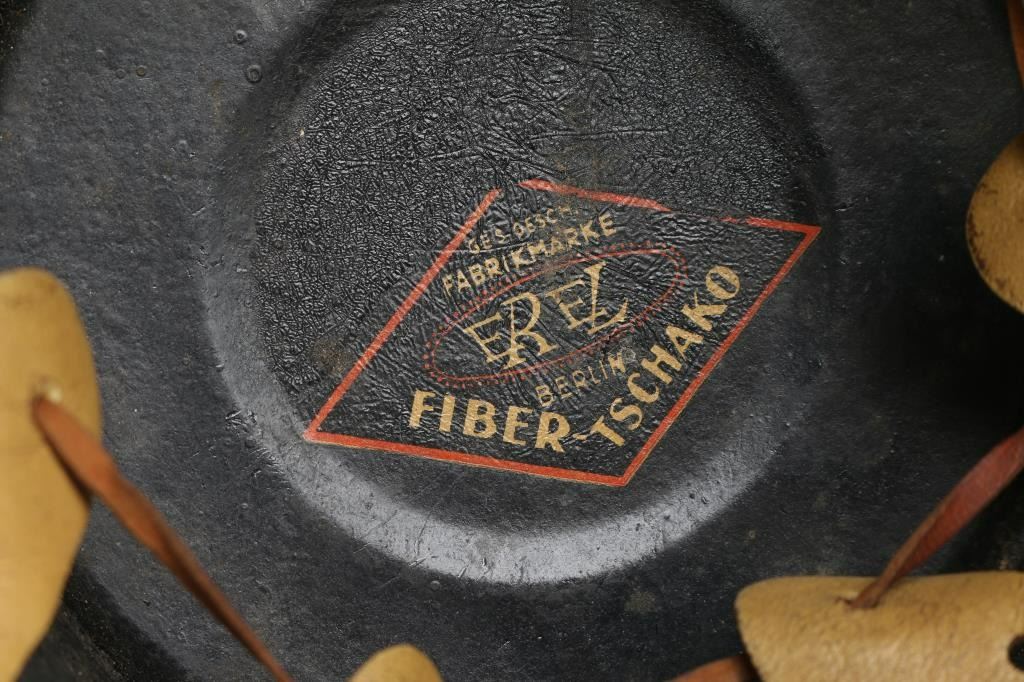 GES. GESCH.
FABRIKMARKE
EREL
BERLIN
FIBER-TSCHAKO